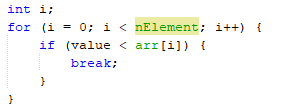 int i;
for (i = 0; i < nElement; i++) {
    if (value < arr[i]) {
        break;
    }
}